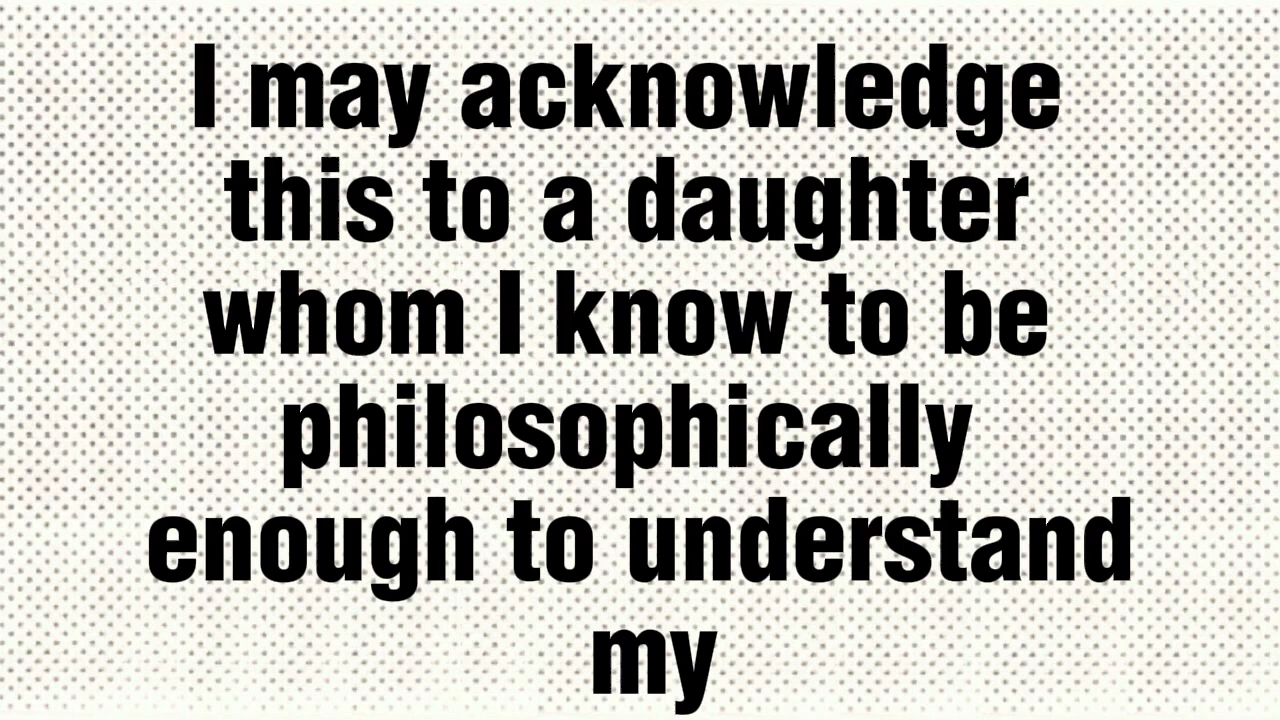 I may acknowledge
this to a daughter
whom I know to be
philosophically
enough to understand
my